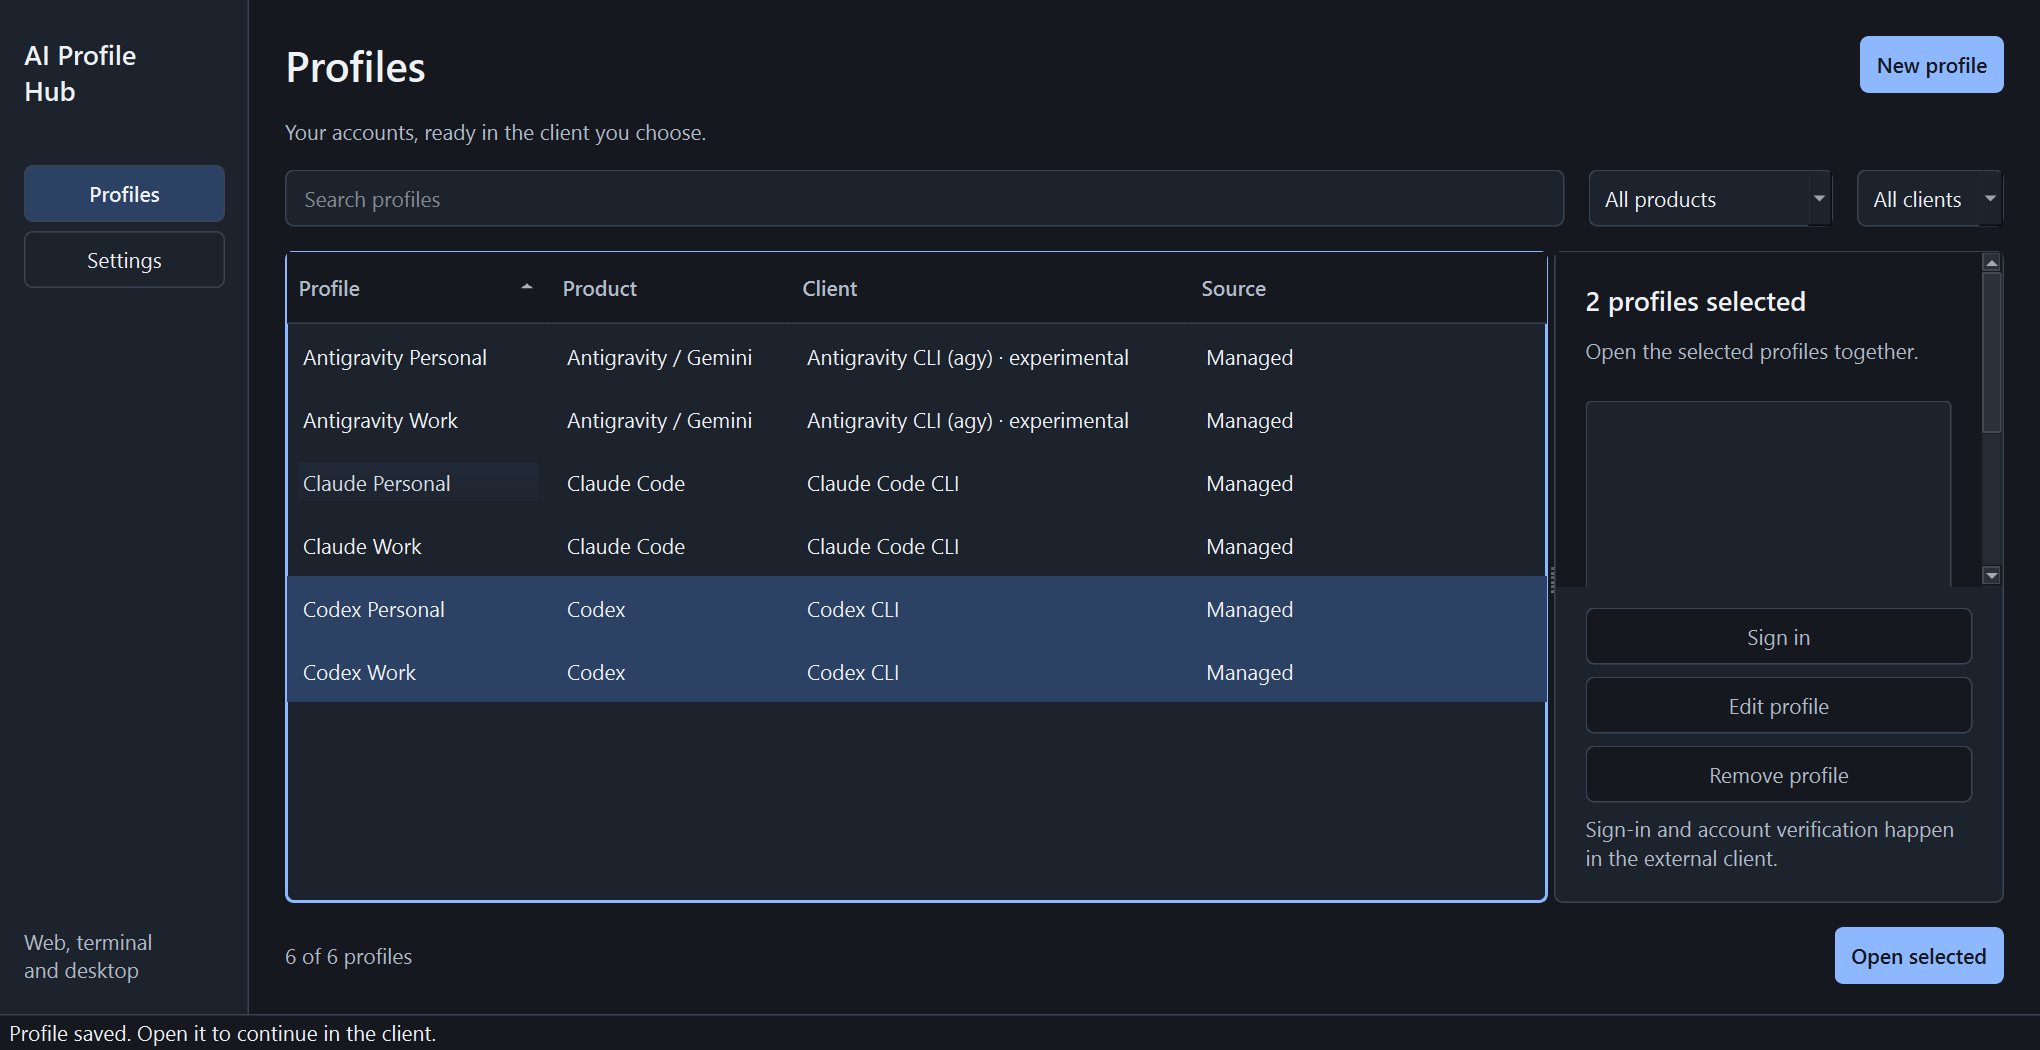 AI Profile
Hub
Profiles
Settings
Web, terminal
and desktop
Profiles
New profile
Your accounts, ready in the client you choose.
Search profiles
All products
All clients
Profile Product Client Source
Antigravity Personal Antigravity / Gemini Antigravity CLI (agy) · experimental Managed
Antigravity Work Antigravity / Gemini Antigravity CLI (agy) · experimental Managed
Claude Personal Claude Code Claude Code CLI Managed
Claude Work Claude Code Claude Code CLI Managed
Codex Personal Codex Codex CLI Managed
Codex Work Codex Codex CLI Managed
2 profiles selected
Open the selected profiles together.
Sign in
Edit profile
Remove profile
Sign-in and account verification happen
in the external client.
6 of 6 profiles
Open selected
Profile saved. Open it to continue in the client.